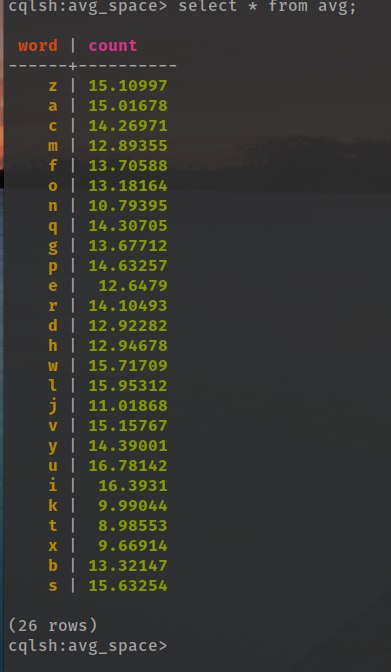 cqlsh:avg_space> select * from avg;
word | count
------+----------
z | 15.10997
a | 15.01678
c | 14.26971
m | 12.89355
f | 13.70588
o | 13.18164
n | 10.79395
q | 14.30705
g | 13.67712
p | 14.63257
e | 12.6479
r | 14.10493
d | 12.92282
h | 12.94678
w | 15.71709
l | 15.95312
j | 11.01868
v | 15.15767
y | 14.39001
u | 16.78142
i | 16.3931
k | 9.99044
t | 8.98553
x | 9.66914
b | 13.32147
s | 15.63254
(26 rows)
cqlsh:avg_space>